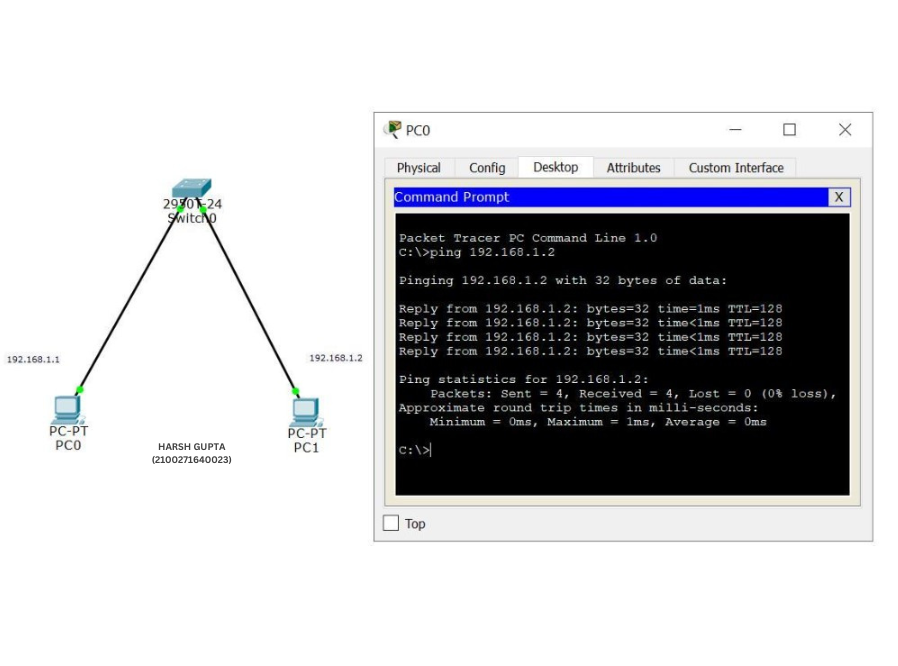 2950T-24
Switch0
192.168.1.1
192.168.1.2
PC-PT
PC0
PC-PT
PC1
HARSH GUPTA
(2100271640023)
PC0
Physical Config Desktop Attributes Custom Interface
Command Prompt X
Packet Tracer PC Command Line 1.0
C:\>ping 192.168.1.2
Pinging 192.168.1.2 with 32 bytes of data:
Reply from 192.168.1.2: bytes=32 time=1ms TTL=128
Reply from 192.168.1.2: bytes=32 time<1ms TTL=128
Reply from 192.168.1.2: bytes=32 time<1ms TTL=128
Reply from 192.168.1.2: bytes=32 time<1ms TTL=128
Ping statistics for 192.168.1.2:
Packets: Sent = 4, Received = 4, Lost = 0 (0% loss),
Approximate round trip times in milli-seconds:
Minimum = 0ms, Maximum = 1ms, Average = 0ms
C:\>
Top